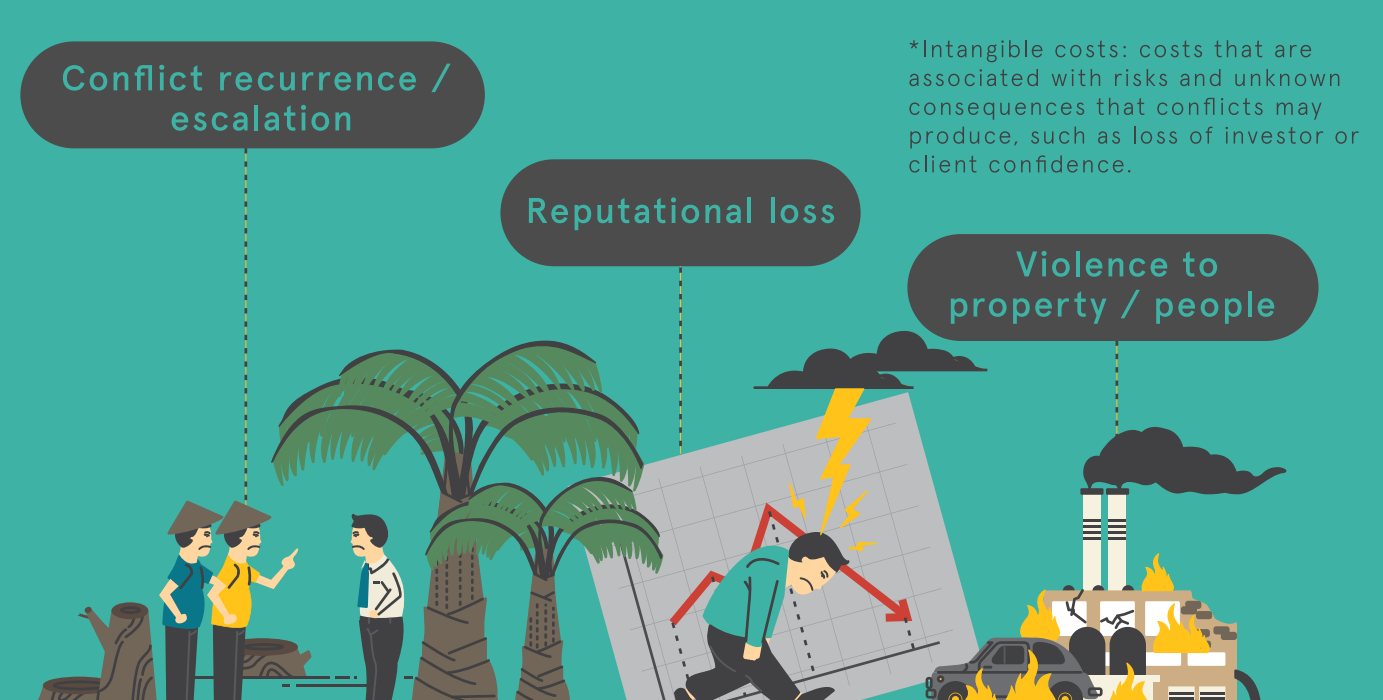 Conflict recurrence /
escalation
Reputational loss
*Intangible costs: costs that are
associated with risks and unknown
consequences that conflicts may
produce, such as loss of investor or
client confidence.
Violence to
property / people